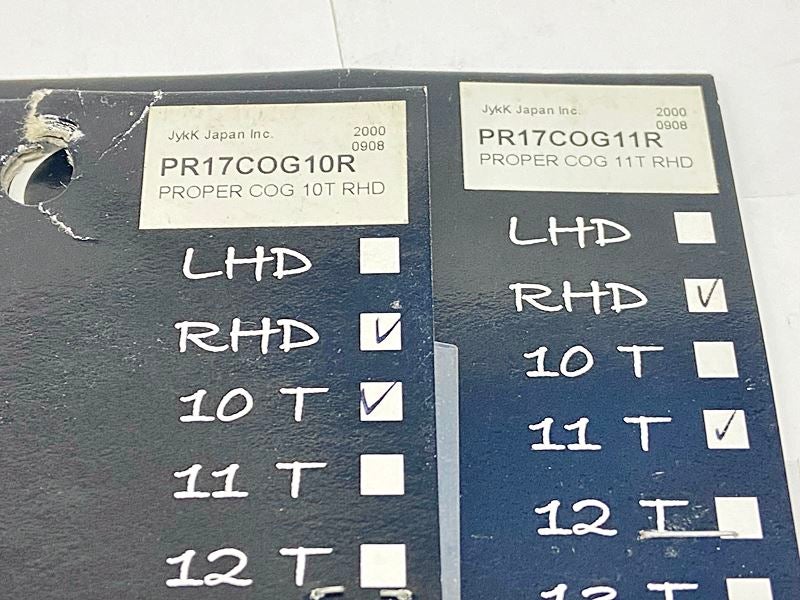 JykK Japan Inc. 2000
0908
PR17COG10R
PROPER COG 10T RHD
LHD
RHD
10 T
11 T
12 T
JykK Japan Inc. 2000
0908
PR17COG11R
PROPER COG 11T RHD
LHD
RHD
10 T
11 T
12 T
13 T